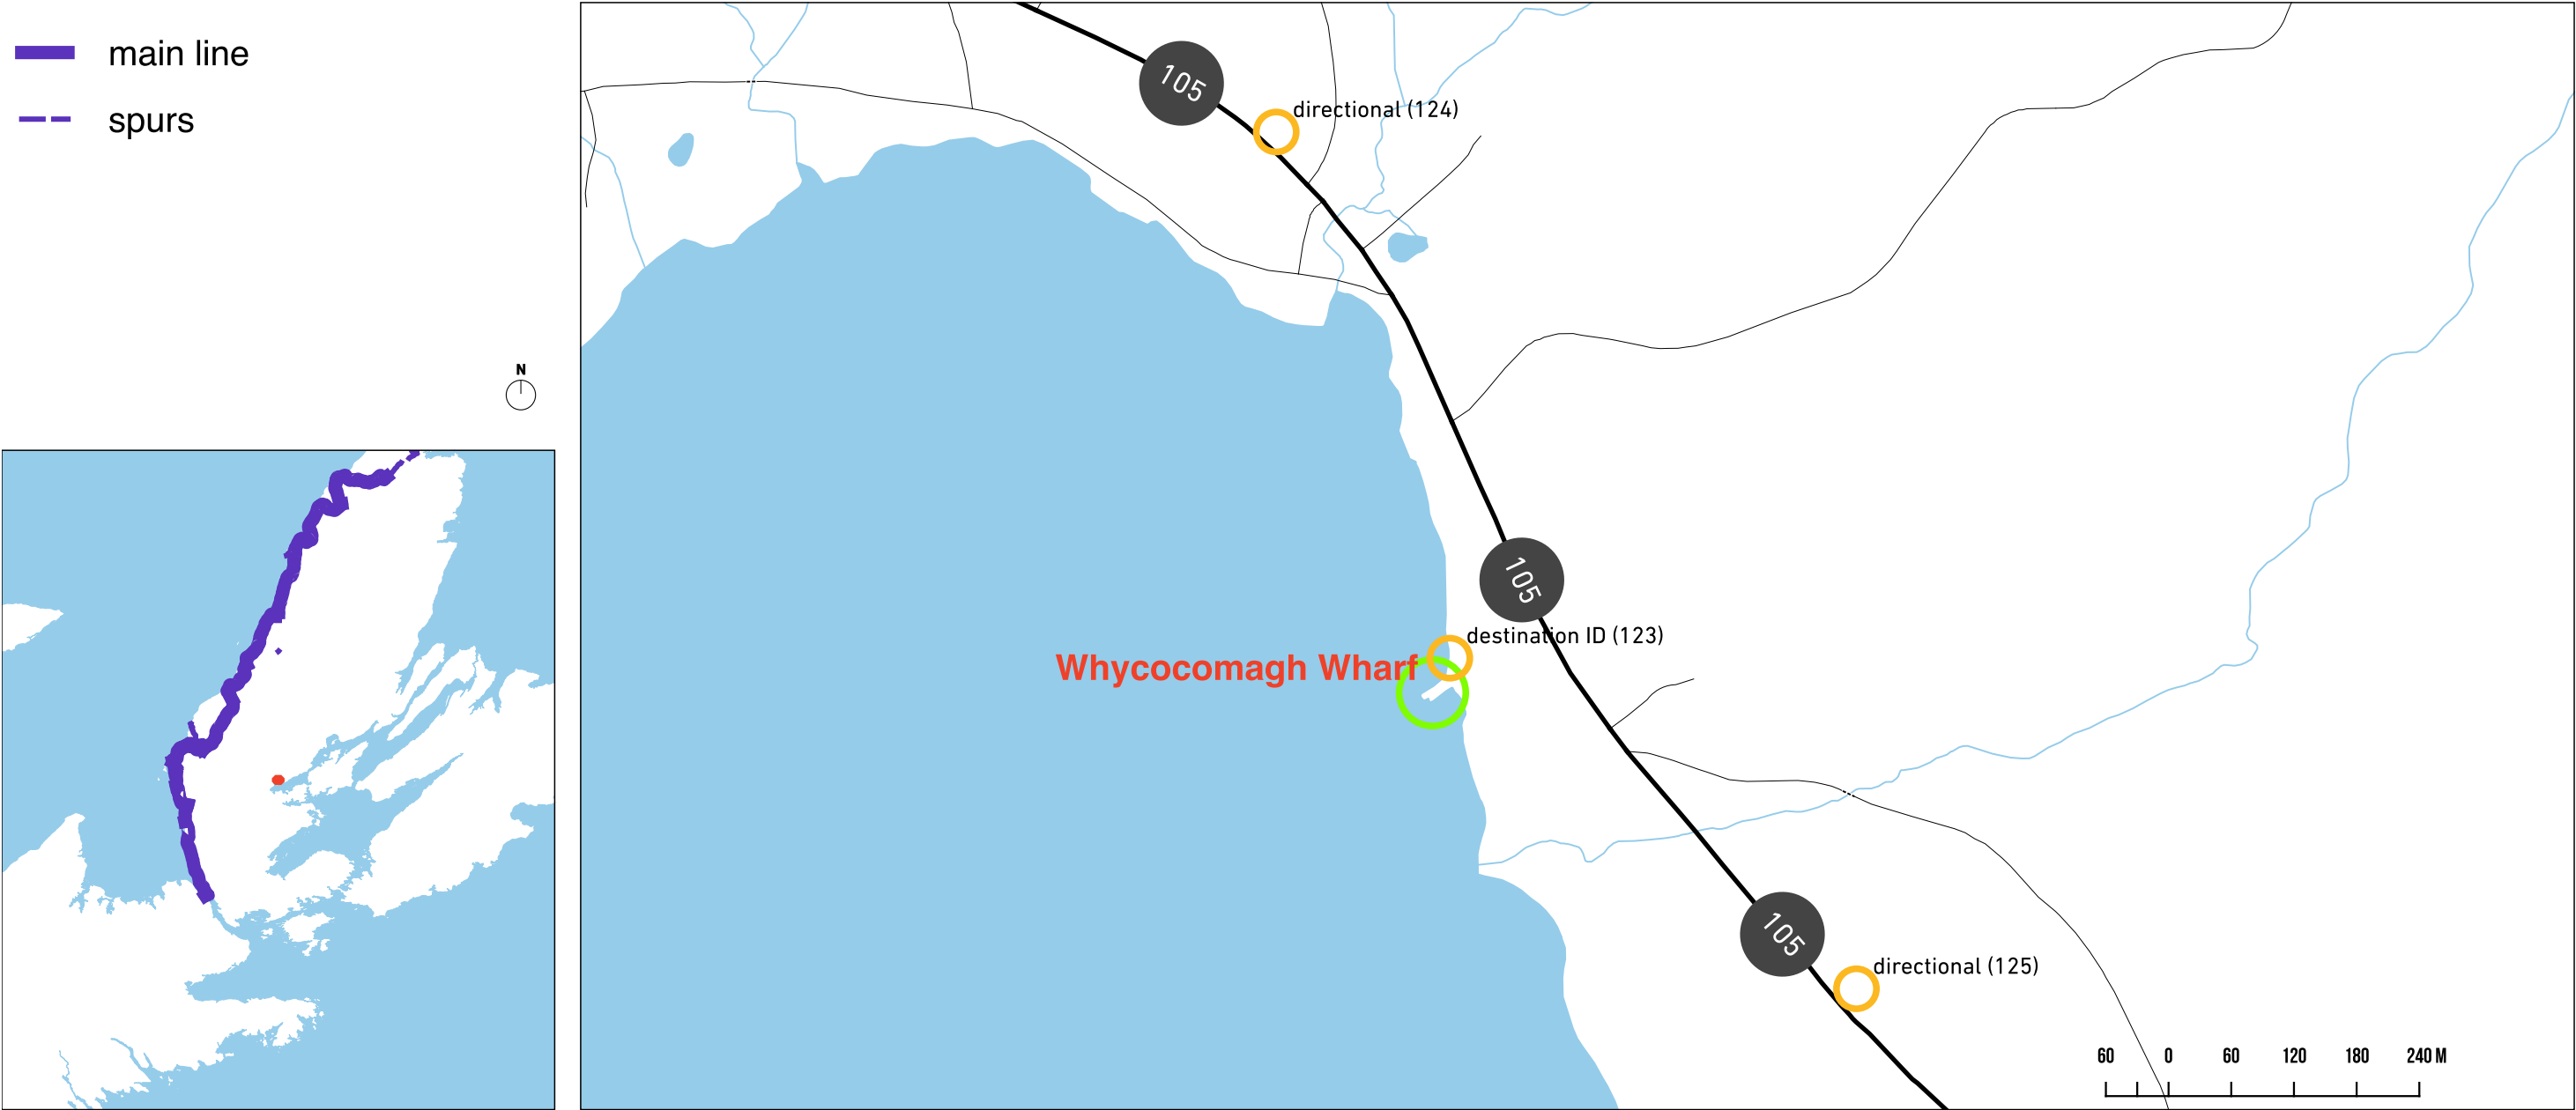 main line
spurs
N
105
directional (124)
105
destination ID (123)
Whycocomagh Wharf
105
directional (125)
60 0 60 120 180 240 M